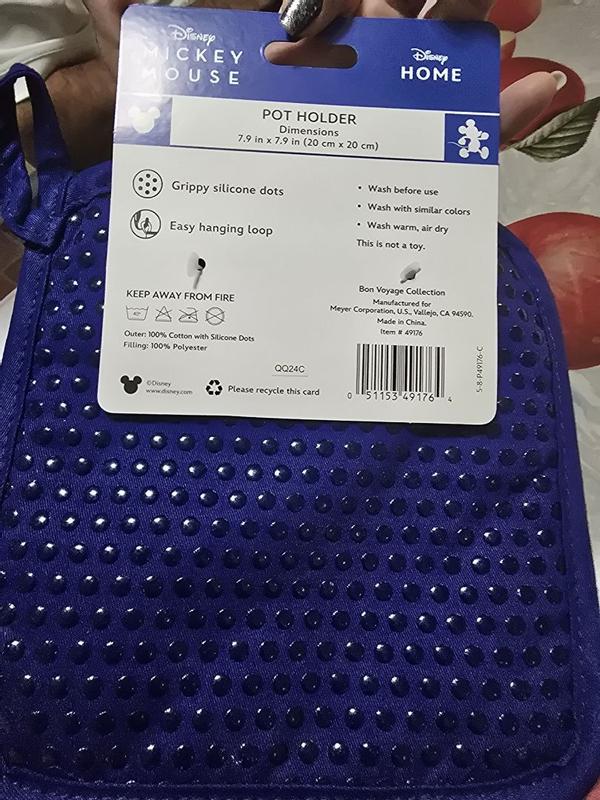 Disney
MICKEY
MOUSE
Disney
HOME
POT HOLDER
Dimensions
7.9 in x 7.9 in (20 cm x 20 cm)
Grippy silicone dots
Easy hanging loop
• Wash before use
• Wash with similar colors
• Wash warm, air dry
This is not a toy.
KEEP AWAY FROM FIRE
Outer: 100% Cotton with Silicone Dots
Filling: 100% Polyester
Bon Voyage Collection
Manufactured for
Meyer Corporation, U.S., Vallejo, CA 94590.
Made in China.
Item # 49176
QQ24C
©Disney
www.disney.com
Please recycle this card
0 51153 49176 4
5-8-P49176-C